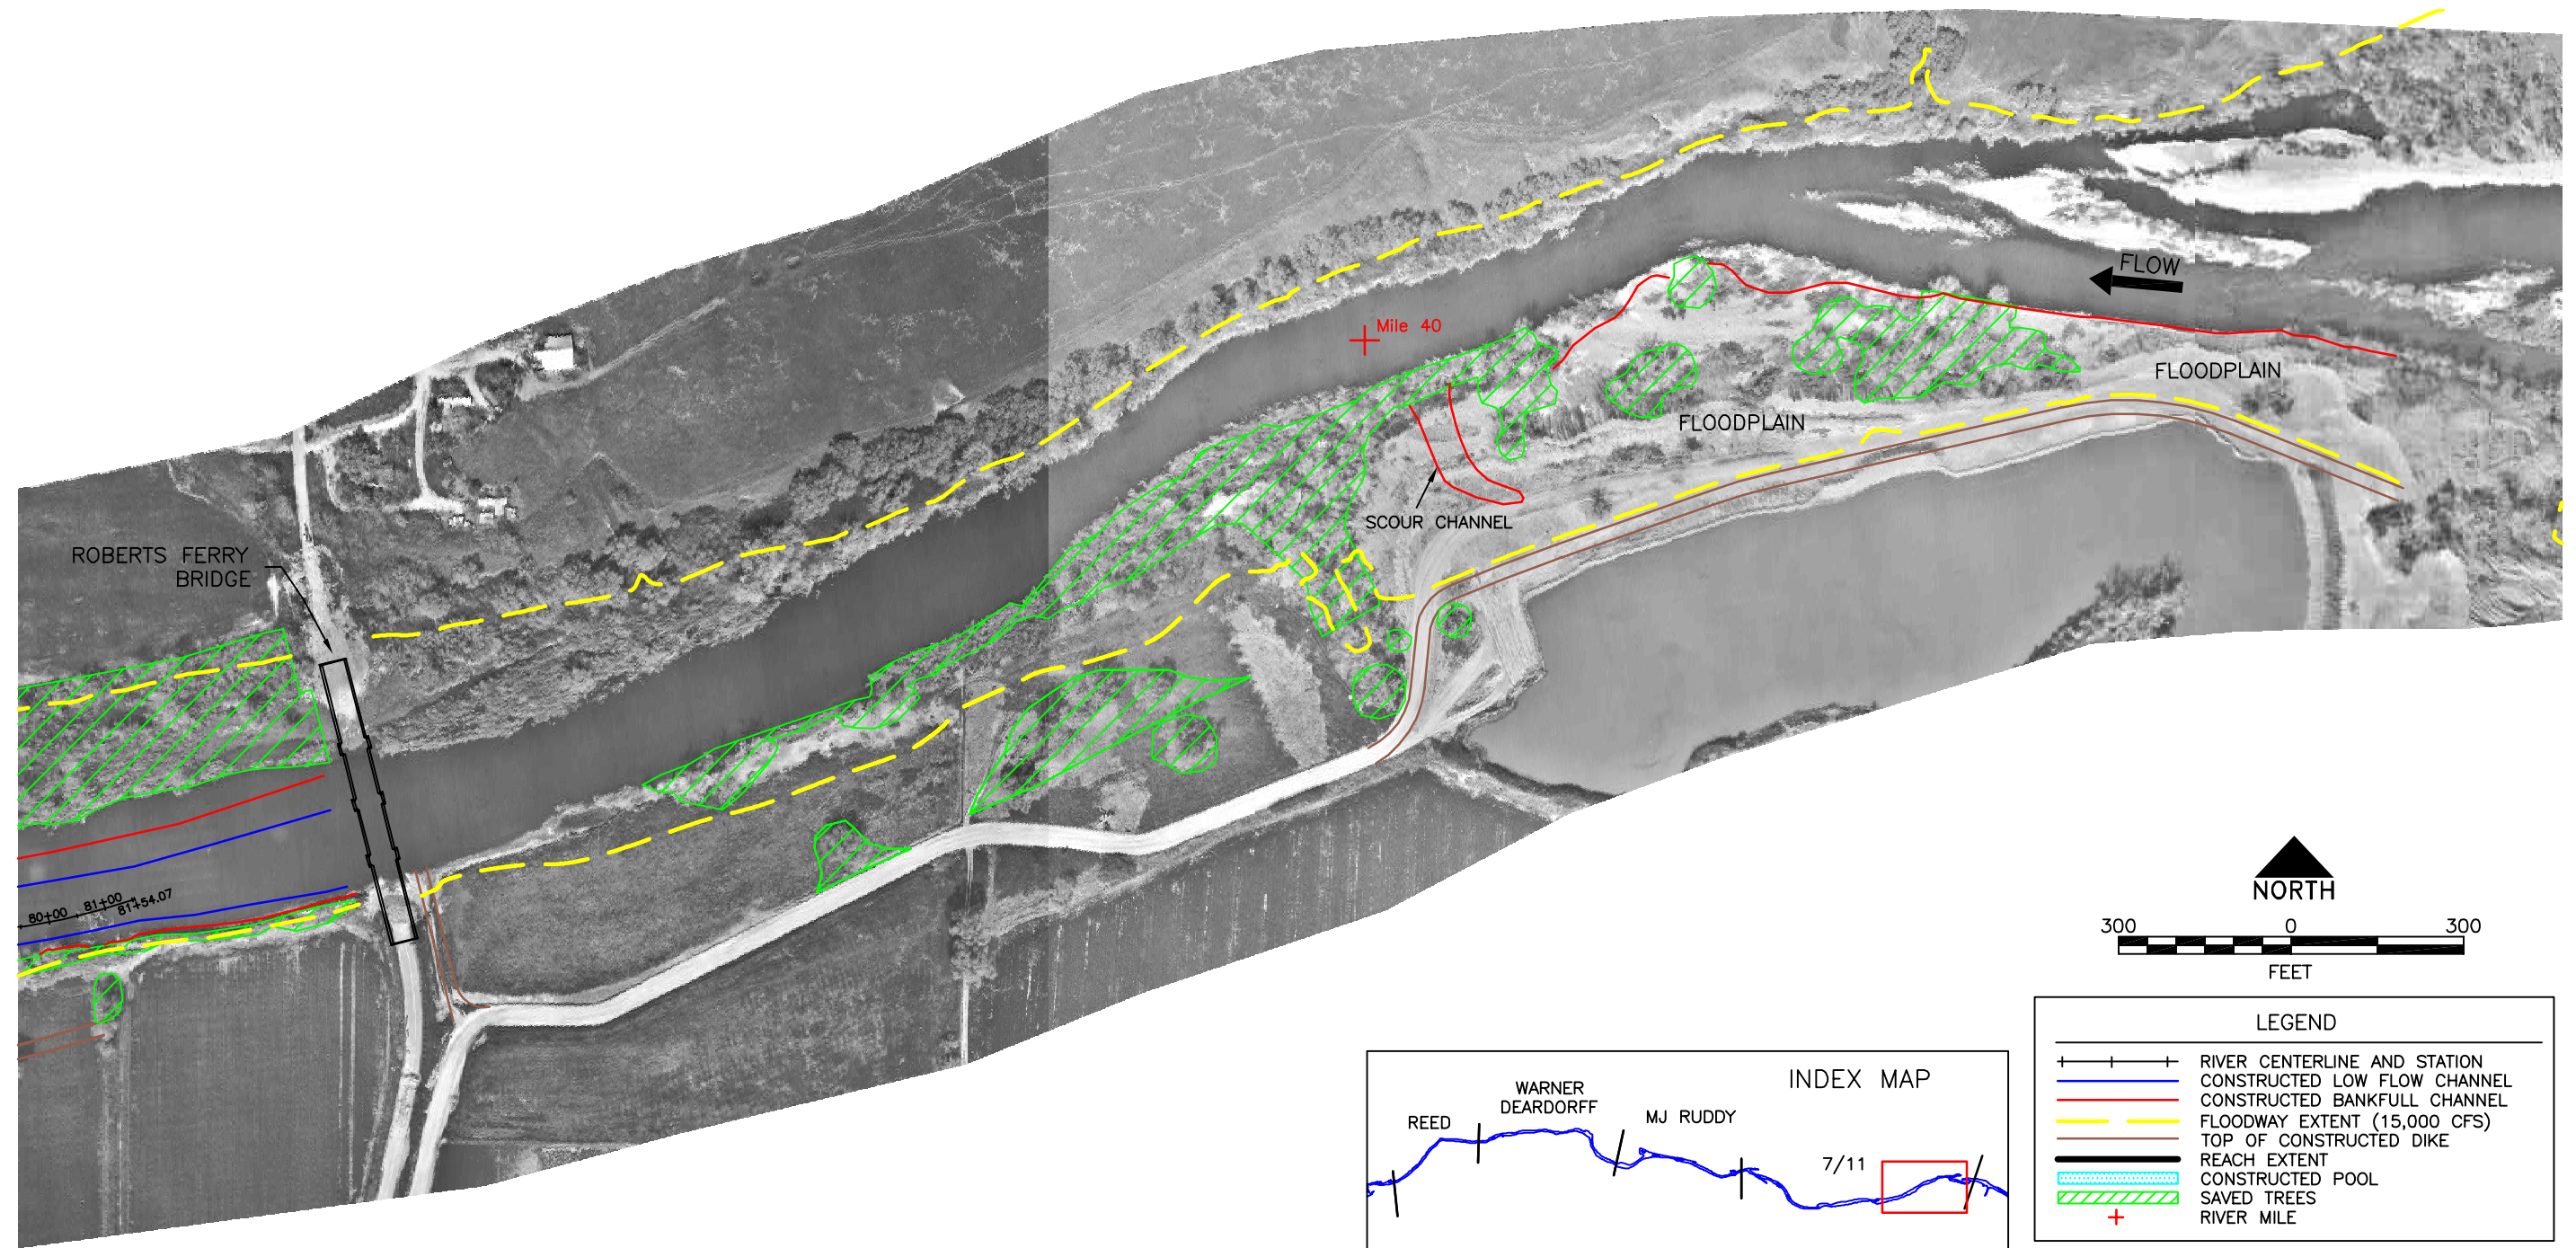 FLOW
Mile 40
FLOODPLAIN
FLOODPLAIN
SCOUR CHANNEL
ROBERTS FERRY
BRIDGE
80+00
81+00
81+54.07
NORTH
300 0 300
FEET
LEGEND
RIVER CENTERLINE AND STATION
CONSTRUCTED LOW FLOW CHANNEL
CONSTRUCTED BANKFULL CHANNEL
FLOODWAY EXTENT (15,000 CFS)
TOP OF CONSTRUCTED DIKE
REACH EXTENT
CONSTRUCTED POOL
SAVED TREES
RIVER MILE
INDEX MAP
REED
WARNER
DEARDORFF
MJ RUDDY
7/11